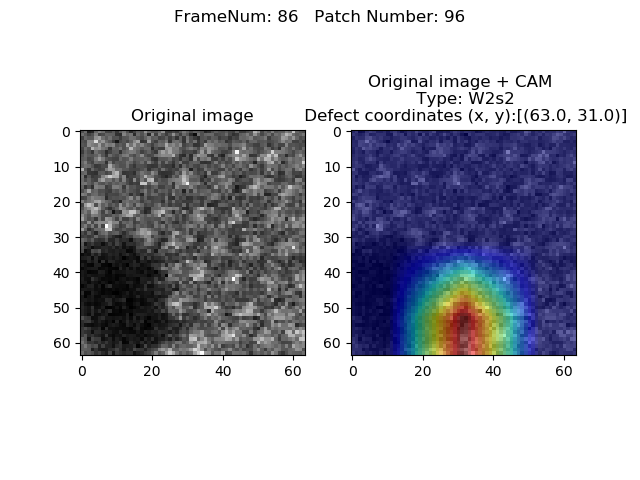 FrameNum: 86   Patch Number: 96
Original image
Original image + CAM
Type: W2s2
Defect coordinates (x, y):[(63.0, 31.0)]
0
10
20
30
40
50
60
0 20 40 60
0
10
20
30
40
50
60
0 20 40 60